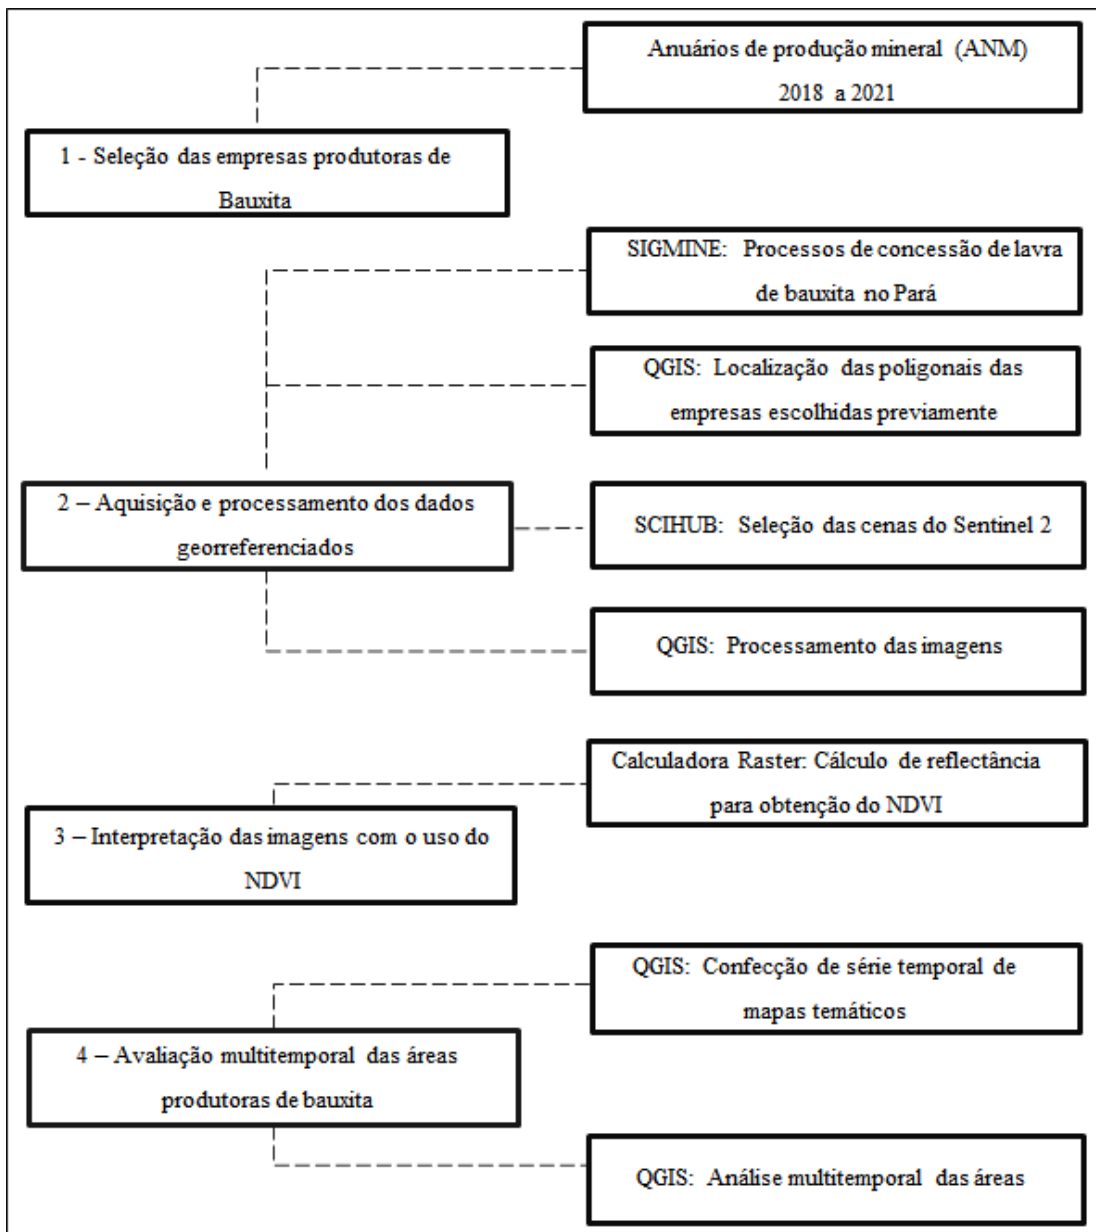 Anuários de produção mineral (ANM)
2018 a 2021
1 - Seleção das empresas produtoras de
Bauxita
SIGMINE: Processos de concessão de lavra
de bauxita no Pará
QGIS: Localização das poligonais das
empresas escolhidas previamente
2 – Aquisição e processamento dos dados
georreferenciados
SCIHUB: Seleção das cenas do Sentinel 2
QGIS: Processamento das imagens
Calculadora Raster: Cálculo de reflectância
para obtenção do NDVI
3 – Interpretação das imagens com o uso do
NDVI
QGIS: Confecção de série temporal de
mapas temáticos
4 – Avaliação multitemporal das áreas
produtoras de bauxita
QGIS: Análise multitemporal das áreas